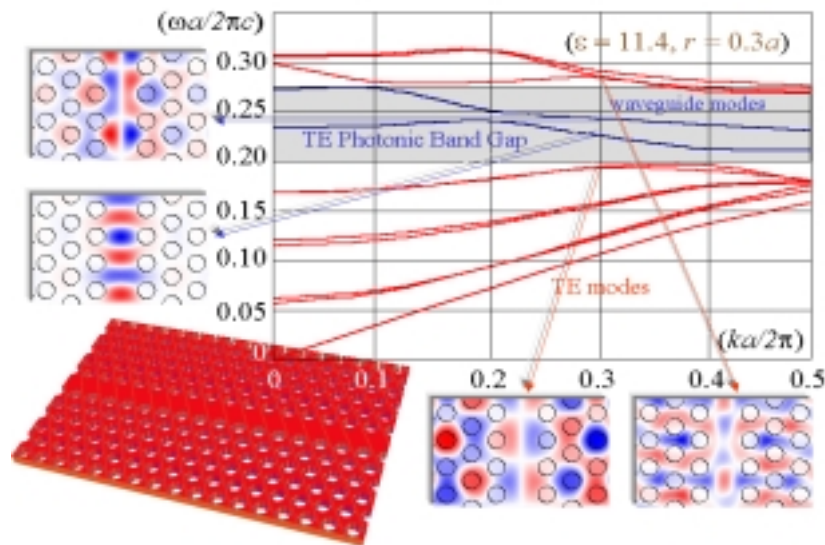 (ωa/2πc)
(ε = 11.4, r = 0.3a)
0.30
0.25
waveguide modes
TE Photonic Band Gap
0.20
0.15
0.10
TE modes
0.05
0
(ka/2π)
0
0.1
0.2
0.3
0.4
0.5